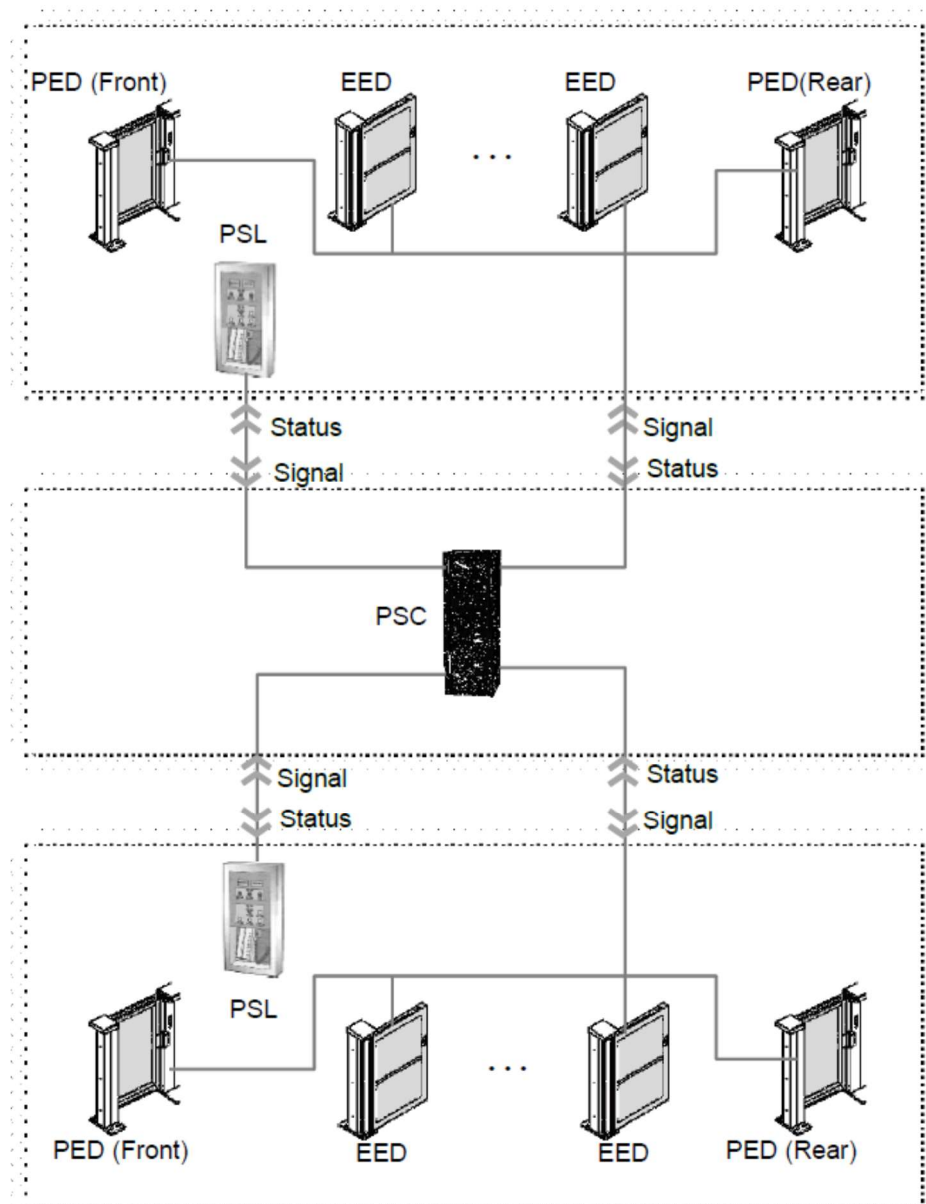 PED (Front) EED EED PED(Rear)
...
PSL
Status Signal
Signal Status
PSC
Signal Status
Status Signal
PSL
...
PED (Front) EED EED PED (Rear)